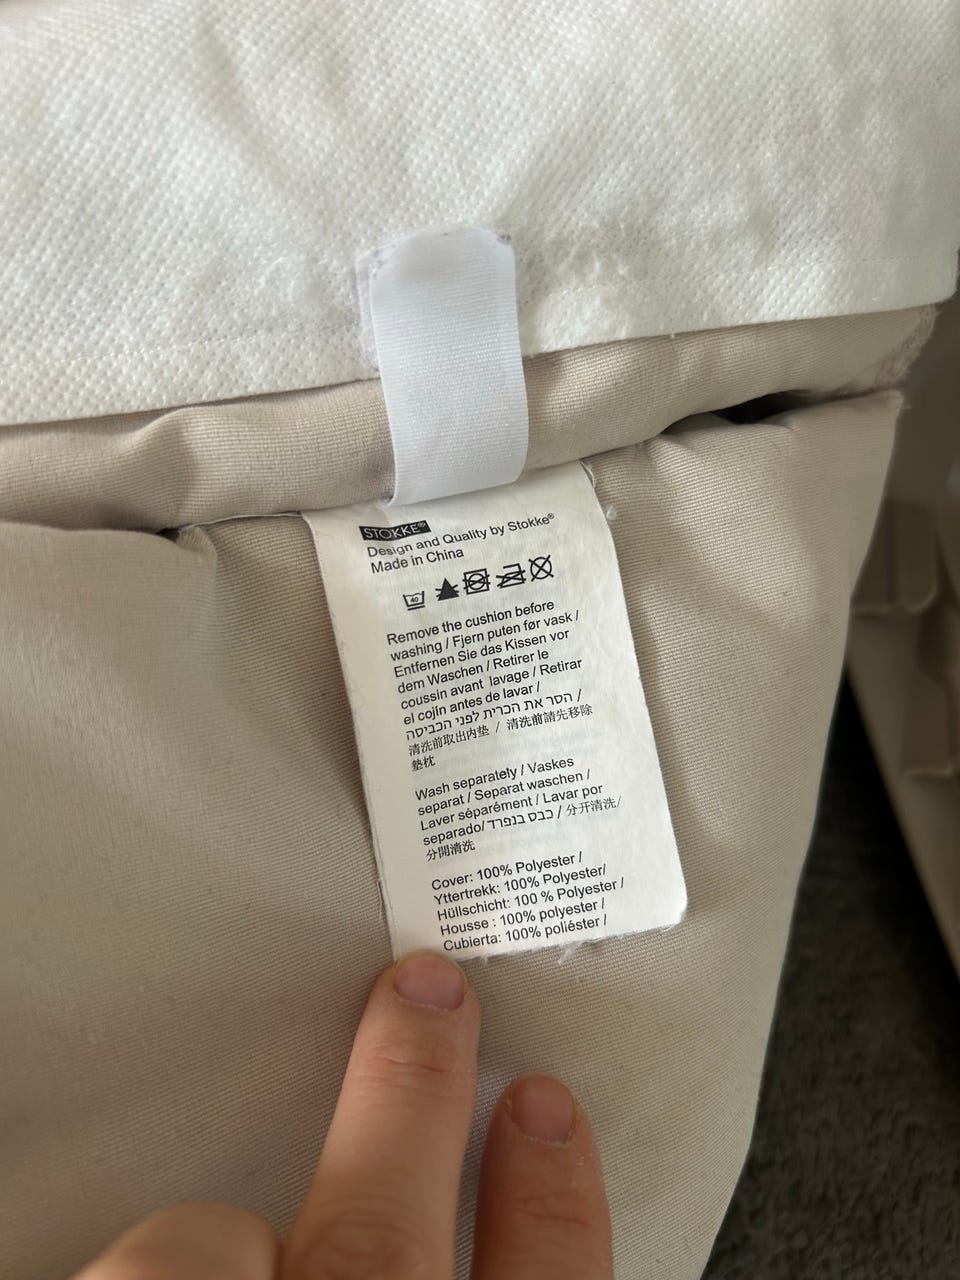 STOKKE®
Design and Quality by Stokke®
Made in China
40
Remove the cushion before
washing / Fjern puten før vask /
Entfernen Sie das Kissen vor
dem Waschen / Retirer le
coussin avant lavage / Retirar
el cojín antes de lavar /
הסר את הכרית לפני הכביסה /
清洗前取出内垫 / 清洗前請先移除
墊枕
Wash separately / Vaskes
separat / Separat waschen /
Laver séparément / Lavar por
separado/ כבס בנפרד / 分开清洗/
分開清洗
Cover: 100% Polyester /
Yttertrekk: 100% Polyester/
Hüllschicht: 100 % Polyester /
Housse : 100% polyester /
Cubierta: 100% poliéster /